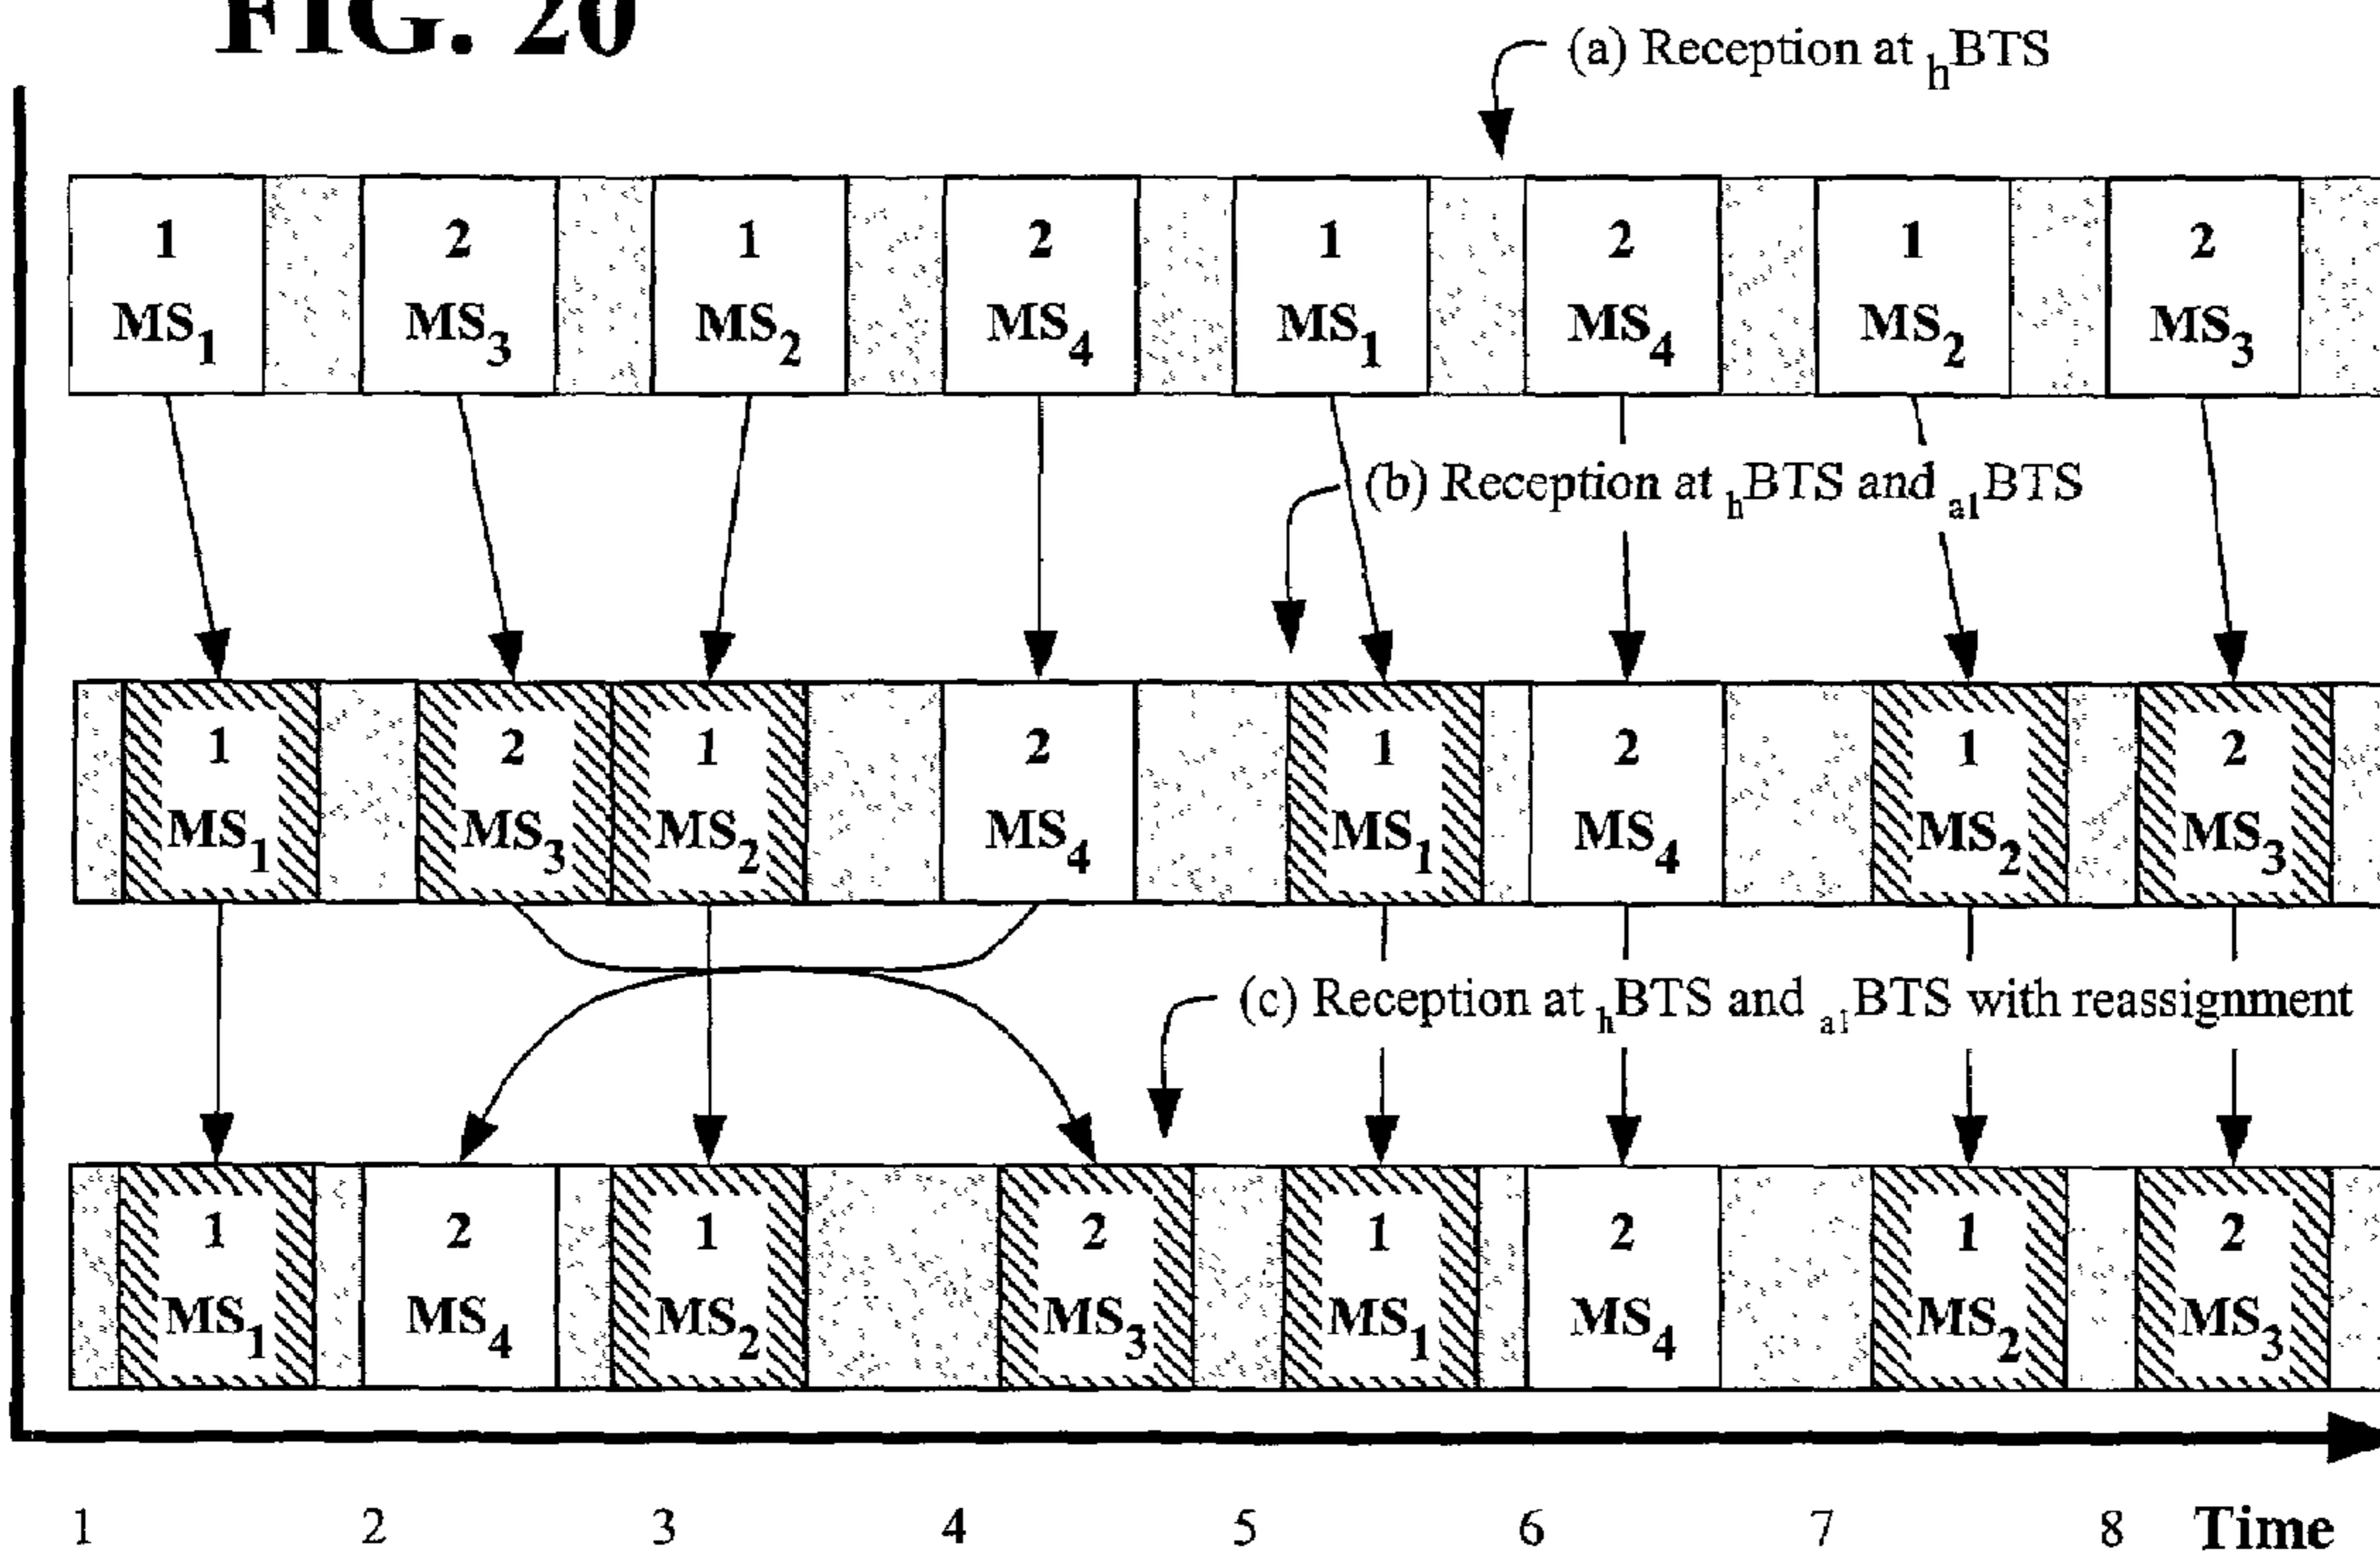 FIG. 20
(a) Reception at hBTS
1 2 1 2 1 2 1 2
MS1 MS3 MS2 MS4 MS1 MS4 MS2 MS3
(b) Reception at hBTS and a1BTS
1 2 1 2 1 2 1 2
MS1 MS3 MS2 MS4 MS1 MS4 MS2 MS3
(c) Reception at hBTS and a1BTS with reassignment
1 2 1 2 1 2 1 2
MS1 MS4 MS2 MS3 MS1 MS4 MS2 MS3
1 2 3 4 5 6 7 8 Time